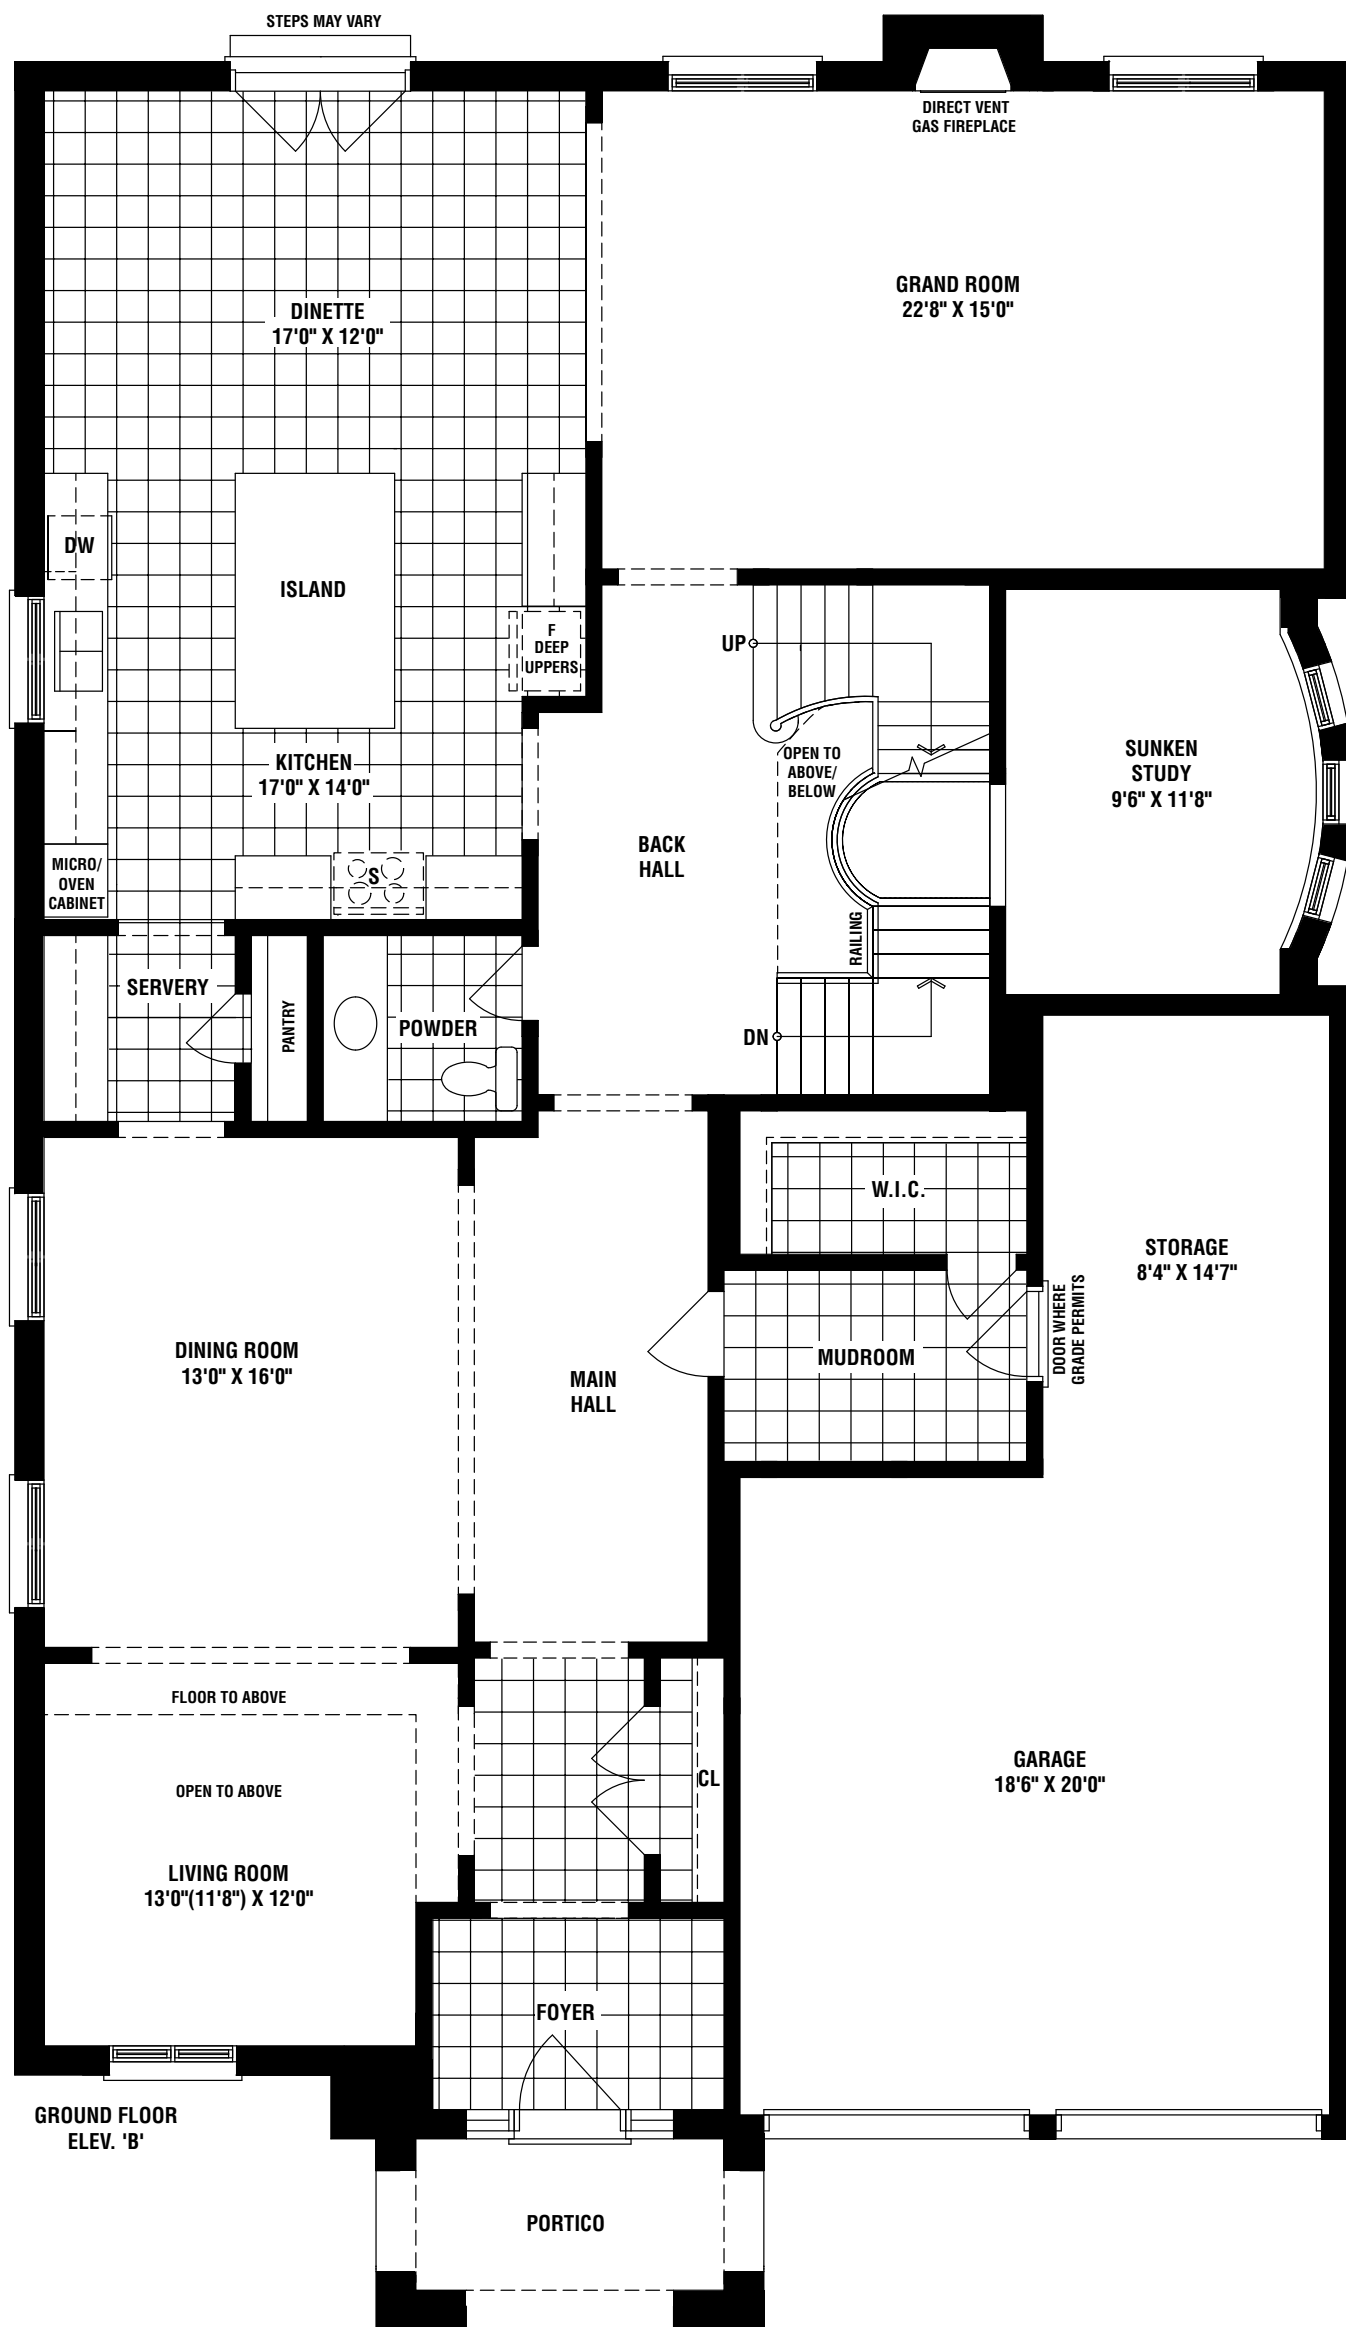 STEPS MAY VARY
DIRECT VENT
GAS FIREPLACE
GRAND ROOM
22'8" X 15'0"
DINETTE
17'0" X 12'0"
DW
ISLAND
F
DEEP
UPPERS
UP
OPEN TO
ABOVE/
BELOW
SUNKEN
STUDY
9'6" X 11'8"
KITCHEN
17'0" X 14'0"
MICRO/
OVEN
CABINET
S
BACK
HALL
RAILING
SERVERY
PANTRY
POWDER
DN
W.I.C.
STORAGE
8'4" X 14'7"
DOOR WHERE
GRADE PERMITS
DINING ROOM
13'0" X 16'0"
MAIN
HALL
MUDROOM
FLOOR TO ABOVE
OPEN TO ABOVE
CL
GARAGE
18'6" X 20'0"
LIVING ROOM
13'0"(11'8") X 12'0"
FOYER
GROUND FLOOR
ELEV. 'B'
PORTICO